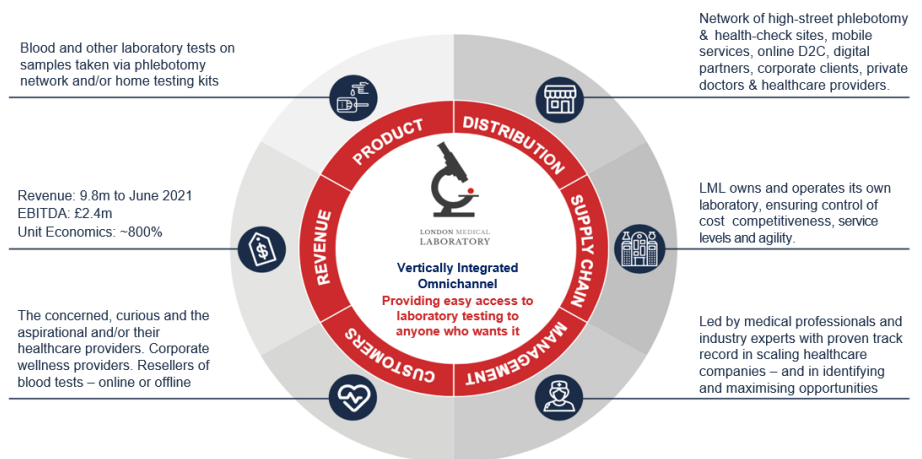 Blood and other laboratory tests on
samples taken via phlebotomy
network and/or home testing kits
Network of high-street phlebotomy
& health-check sites, mobile
services, online D2C, digital
partners, corporate clients, private
doctors & healthcare providers.
PRODUCT
DISTRIBUTION
Revenue: 9.8m to June 2021
EBITDA: £2.4m
Unit Economics: ~800%
REVENUE
SUPPLY CHAIN
LML owns and operates its own
laboratory, ensuring control of
cost competitiveness, service
levels and agility.
LONDON MEDICAL
LABORATORY
Vertically Integrated
Omnichannel
Providing easy access to
laboratory testing to
anyone who wants it
The concerned, curious and the
aspirational and/or their
healthcare providers. Corporate
wellness providers. Resellers of
blood tests – online or offline
CUSTOMERS
MANAGEMENT
Led by medical professionals and
industry experts with proven track
record in scaling healthcare
companies – and in identifying
and maximising opportunities